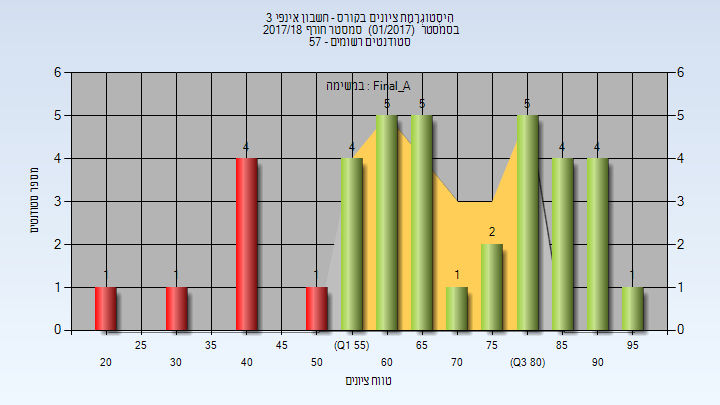 היסטוגרמת ציונים בקורס - חשבון אינפי 3
בסמסטר (01/2017) סמסטר חורף 2017/18
סטודנטים רשומים - 57
במשימה : Final_A
מספר סטודנטים
6 6
5 5
4 4
3 3
2 2
1 1
0 0
1 1 4 1 4 5 5 1 2 5 4 4 1
25 35 45 (Q1 55) 65 75 85 95
20 30 40 50 60 70 (Q3 80) 90
טווח ציונים